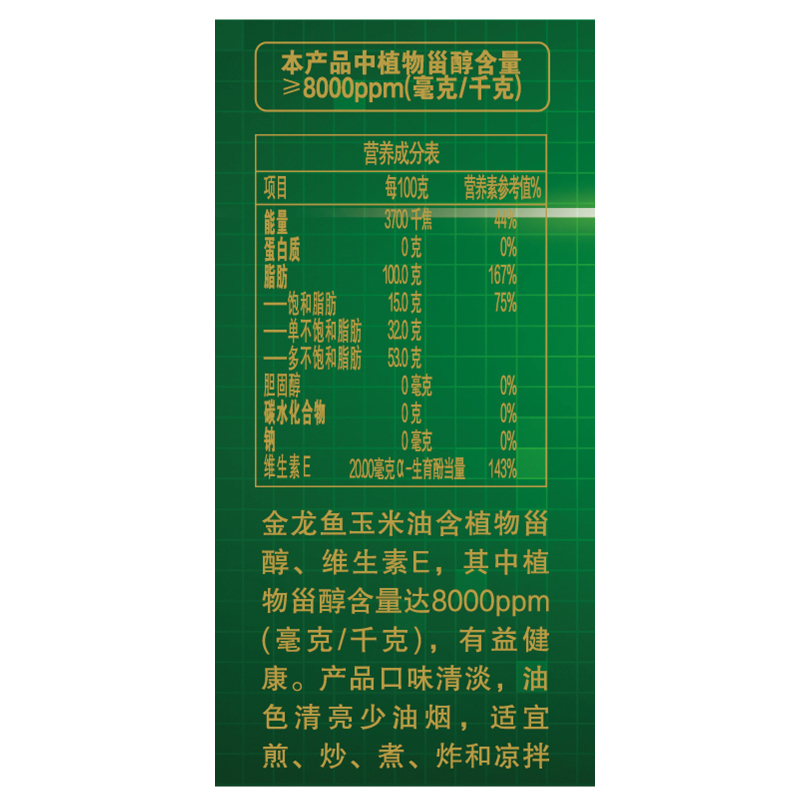 本产品中植物甾醇含量
≥8000ppm(毫克/千克)
营养成分表
项目 每100克 营养素参考值%
能量 3700 千焦 44%
蛋白质 0 克 0%
脂肪 100.0 克 167%
──饱和脂肪 15.0 克 75%
──单不饱和脂肪 32.0 克
──多不饱和脂肪 53.0 克
胆固醇 0 毫克 0%
碳水化合物 0 克 0%
钠 0 毫克 0%
维生素E 20.00毫克α-生育酚当量 143%
金龙鱼玉米油含植物甾
醇、维生素E，其中植
物甾醇含量达8000ppm
(毫克/千克)，有益健
康。产品口味清淡，油
色清亮少油烟，适宜
煎、炒、煮、炸和凉拌